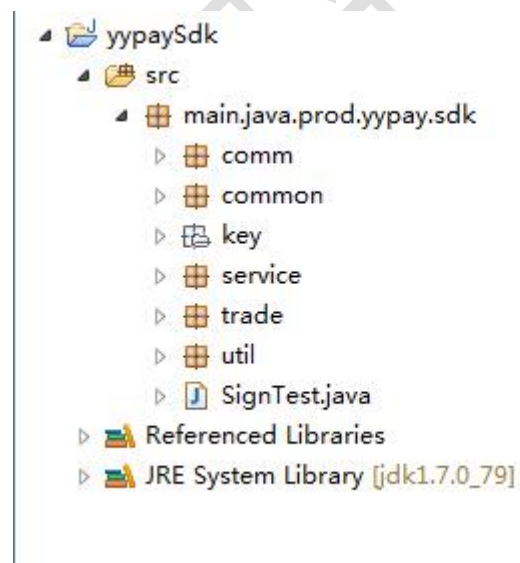 yypaySdk
src
main.java.prod.yypay.sdk
comm
common
key
service
trade
util
SignTest.java
Referenced Libraries
JRE System Library [jdk1.7.0_79]